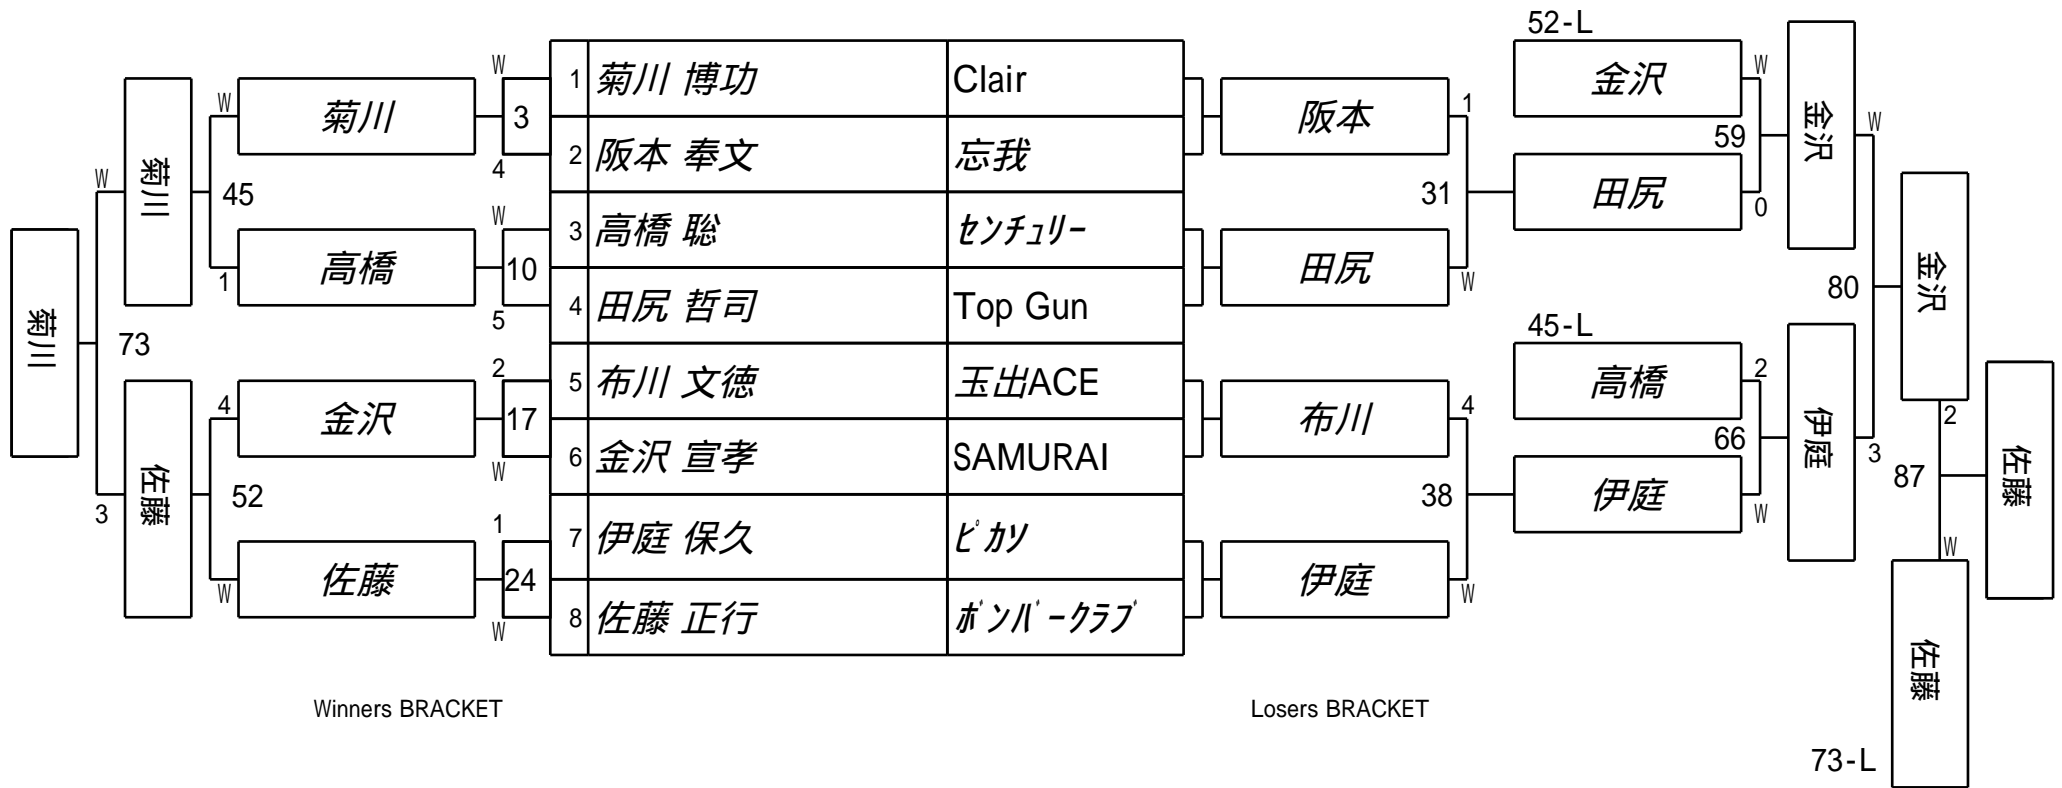 52-L
W
1 菊川 博功 Clair
W
菊川
3
阪本
1
金沢
W
金沢
W
2 阪本 奉文 忘我
4
59
菊川
W
45
31
田尻
0
W
3 高橋 聡 センチュリー
高橋
1
10
田尻
W
金沢
80
4 田尻 哲司 Top Gun
5
45-L
菊川
73
2
5 布川 文徳 玉出ACE
4
金沢
17
布川
4
高橋
2
伊庭
3
2
6 金沢 宣孝 SAMURAI
W
66
佐藤
3
52
38
伊庭
W
87
佐藤
1
7 伊庭 保久 ピカソ
W
佐藤
24
伊庭
W
W
8 佐藤 正行 ボンバークラブ
W
佐藤
Winners BRACKET
Losers BRACKET
73-L